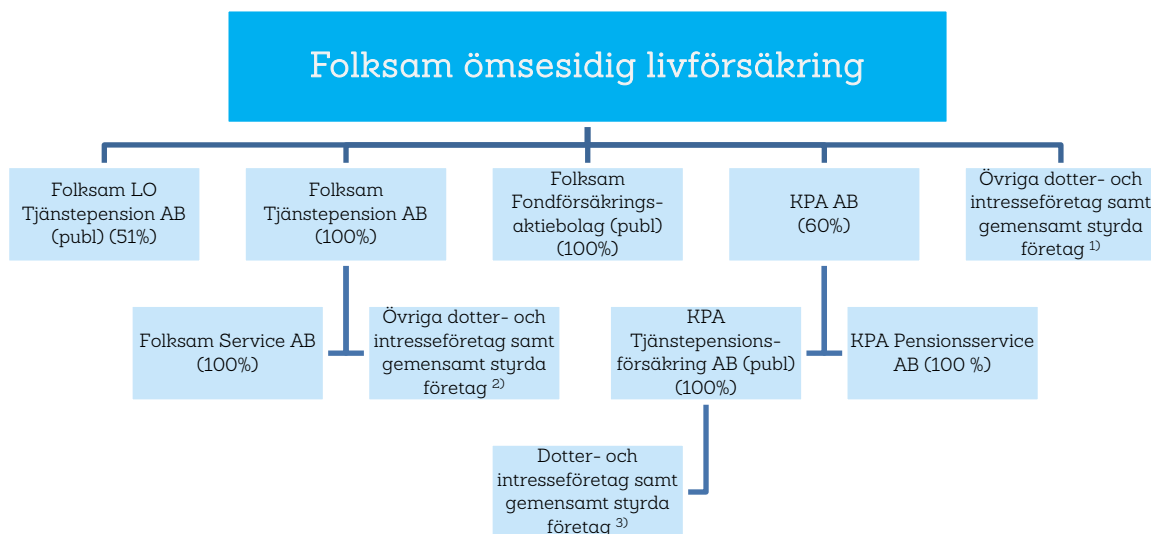 Folksam ömsesidig livförsäkring
Folksam LO
Tjänstepension AB
(publ) (51%)
Folksam
Tjänstepension AB
(100%)
Folksam
Fondförsäkrings-
aktiebolag (publ)
(100%)
KPA AB
(60%)
Övriga dotter- och
intresseföretag samt
gemensamt styrda
företag 1)
Folksam Service AB
(100%)
Övriga dotter- och
intresseföretag samt
gemensamt styrda
företag 2)
KPA
Tjänstepensions-
försäkring AB (publ)
(100%)
KPA Pensionsservice
AB (100 %)
Dotter- och
intresseföretag samt
gemensamt styrda
företag 3)